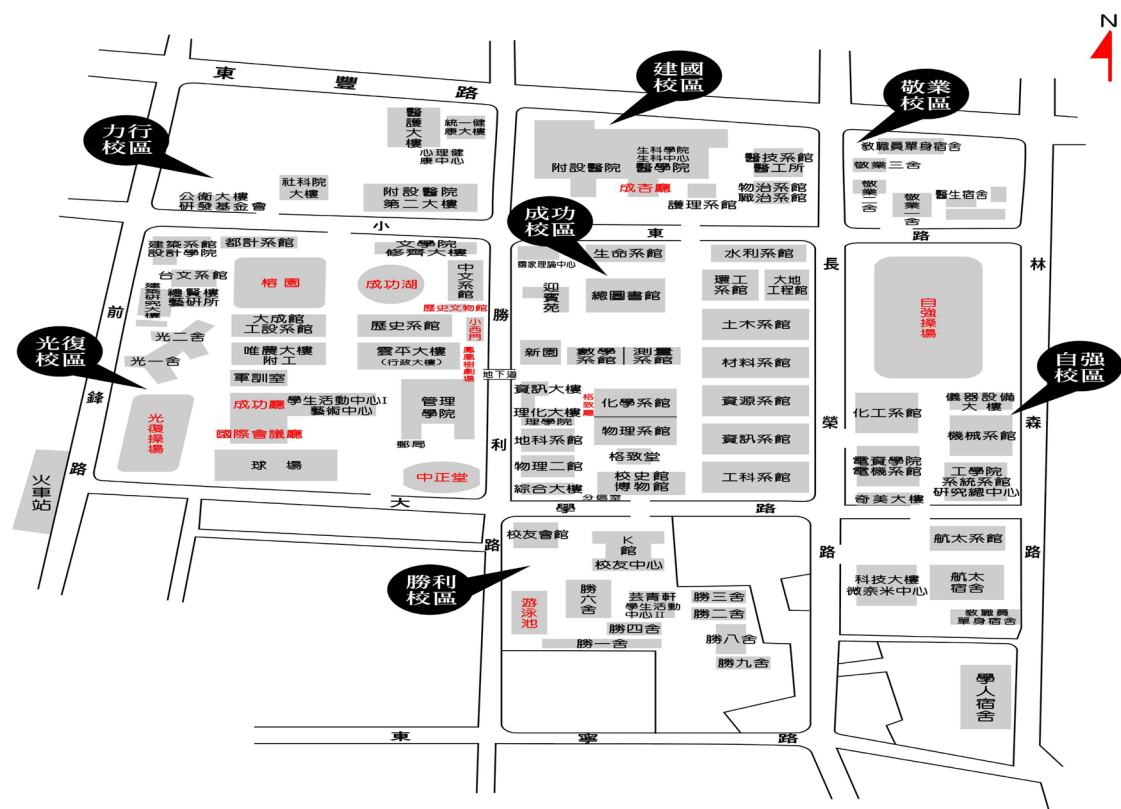 N
東豐路
建國
校區
敬業
校區
力行
校區
醫護大樓
統一健
康大樓
心理健
康中心
社科院
大樓
公衛大樓
研發基金會
附設醫院
第二大樓
附設醫院
生科學院
生科中心
醫學院
成杏廳
護理系館
醫技系館
醫工所
物治系館
職治系館
教職員單身宿舍
敬業三舍
敬業二舍
敬業一舍
醫生宿舍
小東路
成功
校區
建築系館
設計學院
都計系館
文學院
修齊大樓
台文系館
榕園
成功湖
中文系館
建築研究大樓
禮賢樓
藝研所
歷史文物館
大成館
工設系館
歷史系館
小西門
光二舍
光一舍
唯農大樓
附工
雲平大樓
(行政大樓)
鳳凰樹劇場
地下道
光復
校區
軍訓室
成功廳
學生活動中心I
藝術中心
國際會議廳
管理
學院
郵局
光復操場
球場
中正堂
前鋒路
火車站
勝利路
國家理論中心
生命系館
水利系館
迎賓苑
總圖書館
環工
系館
大地
工程館
土木系館
新園
數學
系館
測量
系館
材料系館
資訊大樓
格致廳
化學系館
資源系館
理化大樓
理學院
物理系館
地科系館
資訊系館
格致堂
物理二館
校史館
博物館
工科系館
綜合大樓
分信室
長榮路
林森路
自強操場
自強
校區
化工系館
儀器設備
大樓
機械系館
電資學院
電機系館
工學院
系統系館
研究總中心
奇美大樓
大學路
校友會館
K
館
校友中心
勝利
校區
游泳池
勝六舍
芸青軒
學生活動
中心II
勝三舍
勝二舍
勝四舍
勝一舍
勝八舍
勝九舍
航太系館
科技大樓
微奈米中心
航太
宿舍
教職員
單身宿舍
學人宿舍
東寧路